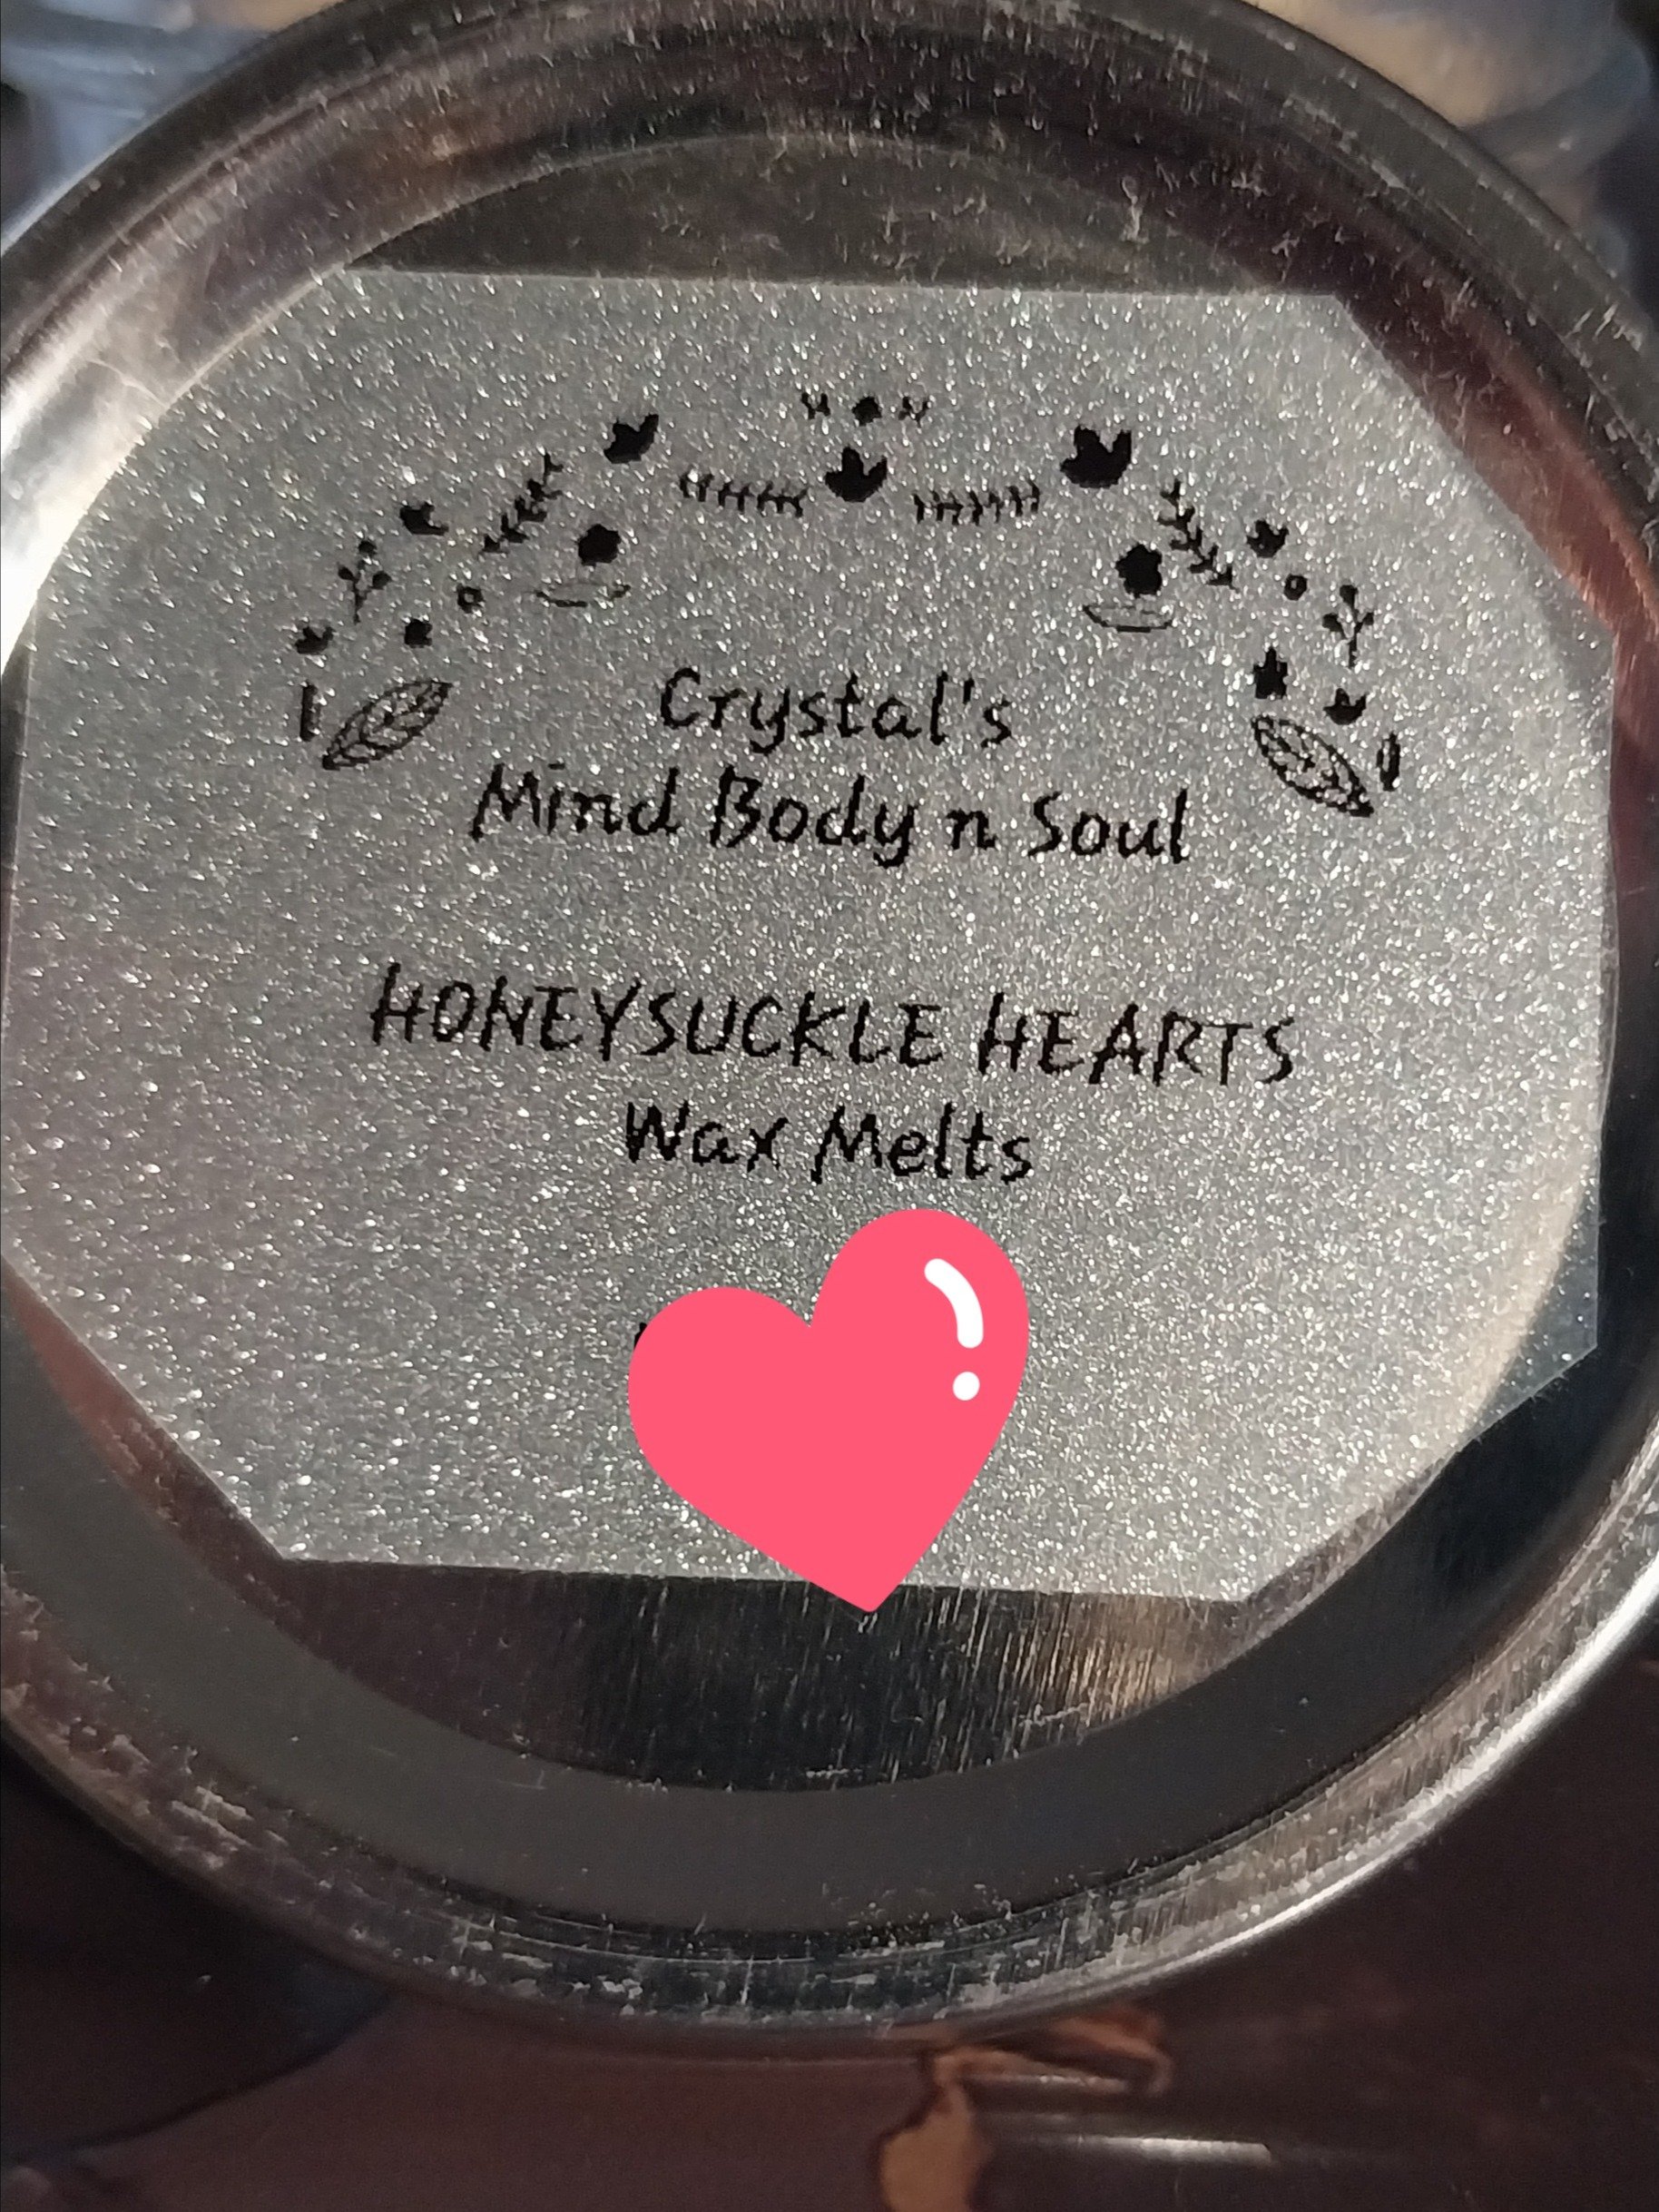 Crystal's
Mind Body n Soul
HONEYSUCKLE HEARTS
Wax Melts